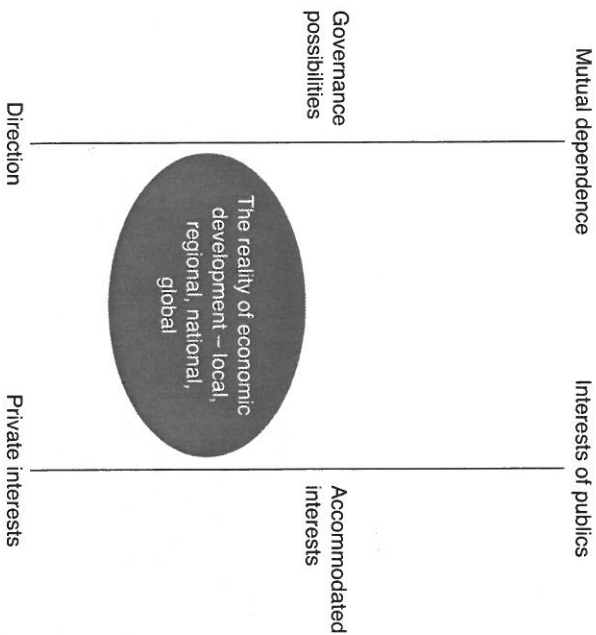 Mutual dependence
Interests of publics
Governance
possibilities
Accommodated
interests
The reality of economic
development – local,
regional, national,
global
Direction
Private interests